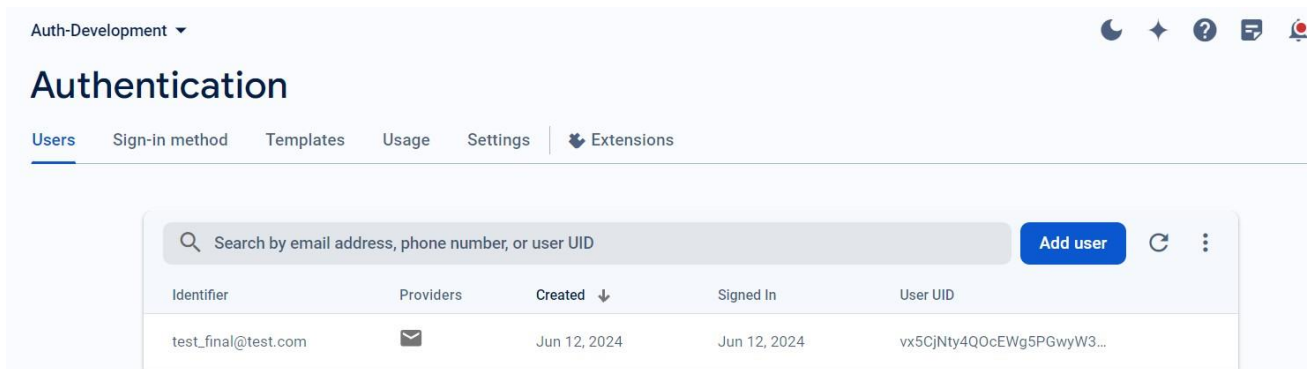 Auth-Development
Authentication
Users Sign-in method Templates Usage Settings Extensions
Search by email address, phone number, or user UID Add user
Identifier Providers Created Signed In User UID
test_final@test.com Jun 12, 2024 Jun 12, 2024 vx5CjNty4QOcEWg5PGwyW3...